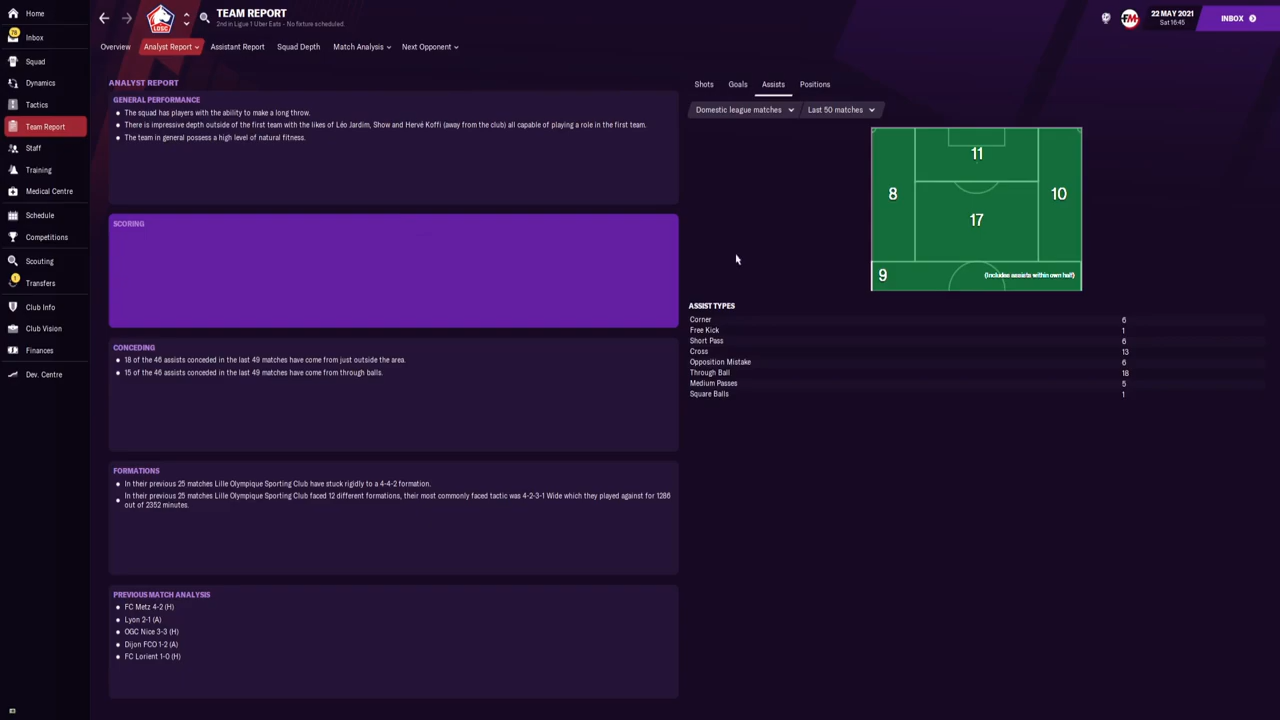 Home
Inbox
Squad
Dynamics
Tactics
Team Report
Staff
Training
Medical Centre
Schedule
Competitions
Scouting
Transfers
1
Club Info
Club Vision
Finances
Dev. Centre
LOSC
TEAM REPORT
2nd in Ligue 1 Uber Eats - No fixture scheduled.
FM
22 MAY 2021
Sat 16:45
INBOX
Overview
Analyst Report
Assistant Report
Squad Depth
Match Analysis
Next Opponent
ANALYST REPORT
GENERAL PERFORMANCE
The squad has players with the ability to make a long throw.
There is impressive depth outside of the first team with the likes of Léo Jardim, Show and Hervé Koffi (away from the club) all capable of playing a role in the first team.
The team in general possess a high level of natural fitness.
SCORING
CONCEDING
18 of the 46 assists conceded in the last 49 matches have come from just outside the area.
15 of the 46 assists conceded in the last 49 matches have come from through balls.
FORMATIONS
In their previous 25 matches Lille Olympique Sporting Club have stuck rigidly to a 4-4-2 formation.
In their previous 25 matches Lille Olympique Sporting Club faced 12 different formations, their most commonly faced tactic was 4-2-3-1 Wide which they played against for 1286
out of 2352 minutes.
PREVIOUS MATCH ANALYSIS
FC Metz 4-2 (H)
Lyon 2-1 (A)
OGC Nice 3-3 (H)
Dijon FCO 1-2 (A)
FC Lorient 1-0 (H)
Shots
Goals
Assists
Positions
Domestic league matches
Last 50 matches
11
8
10
17
9
(Includes assists within own half)
ASSIST TYPES
Corner 6
Free Kick 1
Short Pass 6
Cross 13
Opposition Mistake 6
Through Ball 18
Medium Passes 5
Square Balls 1